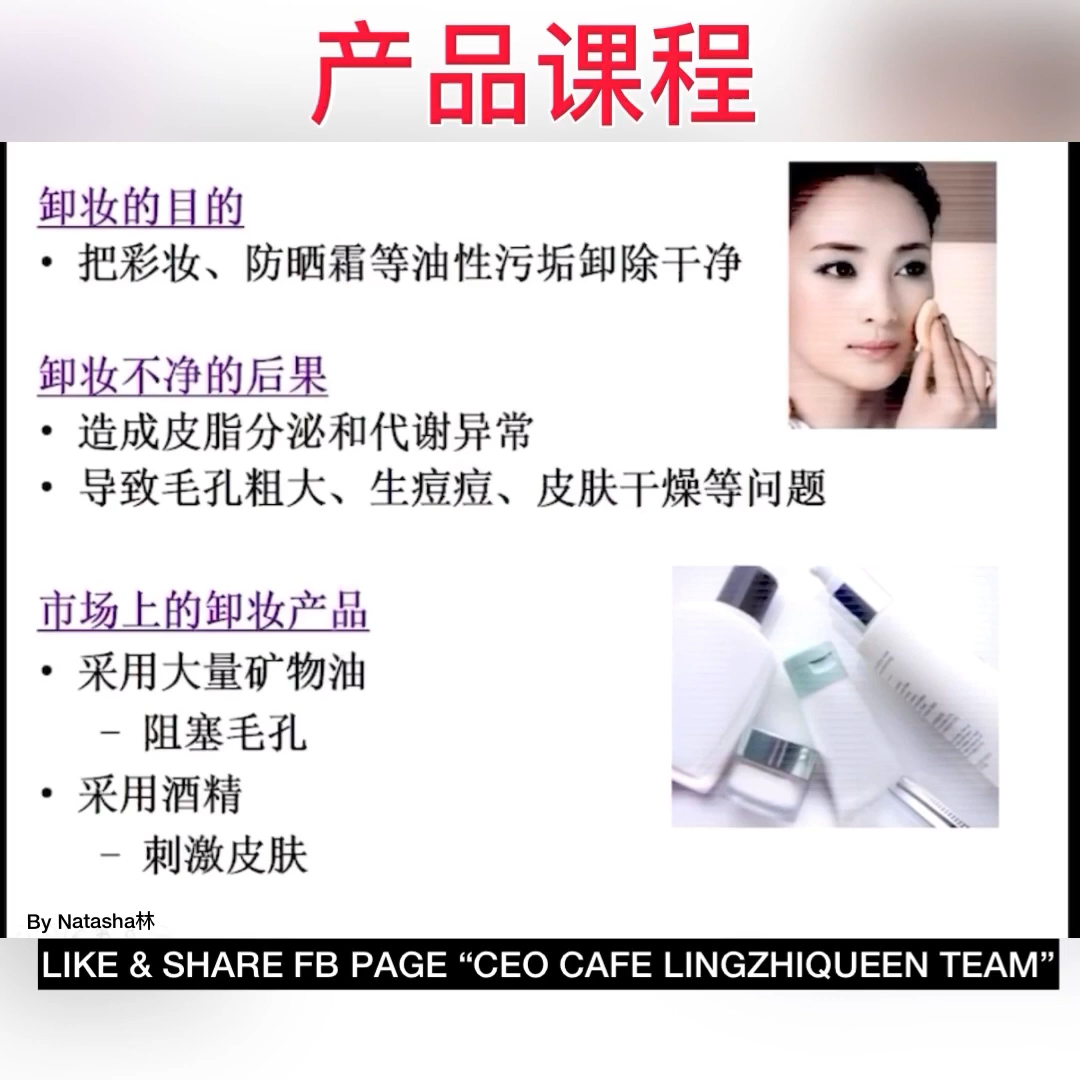 产品课程
卸妆的目的
• 把彩妆、防晒霜等油性污垢卸除干净
卸妆不净的后果
• 造成皮脂分泌和代谢异常
• 导致毛孔粗大、生痘痘、皮肤干燥等问题
市场上的卸妆产品
• 采用大量矿物油
– 阻塞毛孔
• 采用酒精
– 刺激皮肤
By Natasha林
LIKE & SHARE FB PAGE “CEO CAFE LINGZHIQUEEN TEAM”